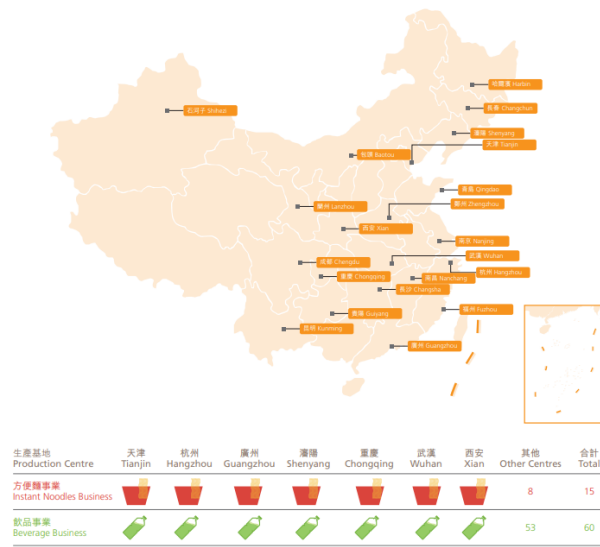 哈爾濱 Harbin
長春 Changchun
石河子 Shihezi
瀋陽 Shenyang
天津 Tianjin
包頭 Baotou
青島 Qingdao
鄭州 Zhengzhou
蘭州 Lanzhou
西安 Xian
南京 Nanjing
武漢 Wuhan
成都 Chengdu
杭州 Hangzhou
重慶 Chongqing
南昌 Nanchang
長沙 Changsha
福州 Fuzhou
貴陽 Guiyang
昆明 Kunming
廣州 Guangzhou
生產基地 天津 杭州 廣州 瀋陽 重慶 武漢 西安 其他 合計
Production Centre Tianjin Hangzhou Guangzhou Shenyang Chongqing Wuhan Xian Other Centres Total
方便麵事業
Instant Noodles Business 8 15
飲品事業
Beverage Business 53 60